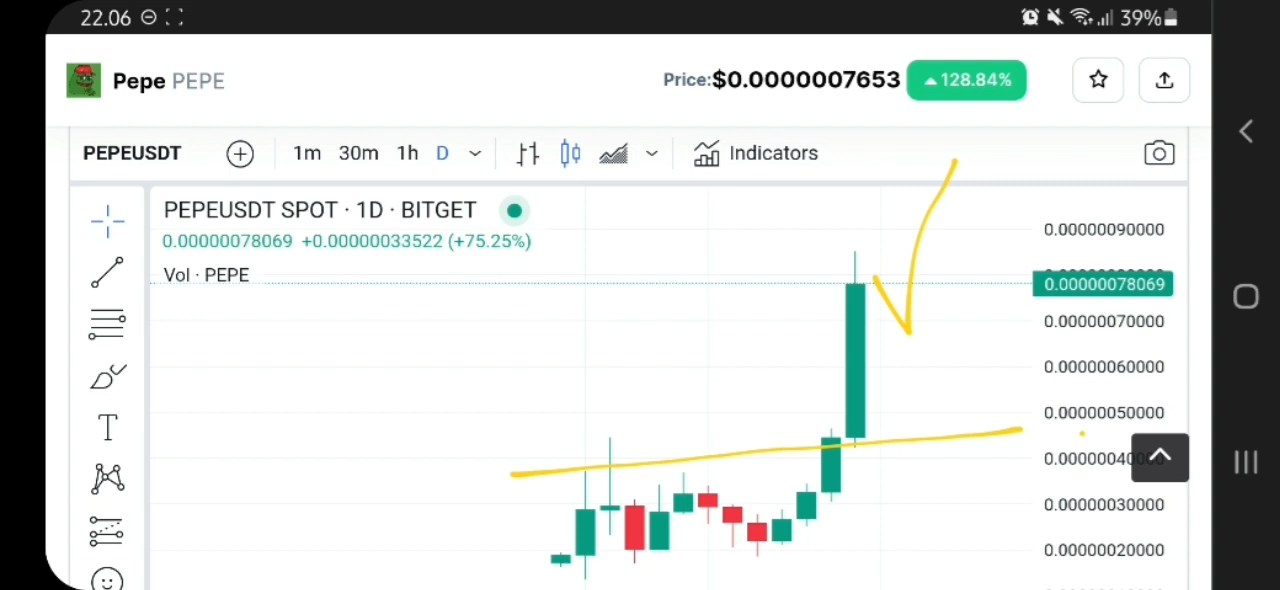 22.06
39%
Pepe PEPE
Price:$0.0000007653 128.84%
PEPEUSDT 1m 30m 1h D Indicators
PEPEUSDT SPOT · 1D · BITGET
0.00000078069 +0.00000033522 (+75.25%)
Vol · PEPE
T
0.00000090000
0.00000078069
0.00000070000
0.00000060000
0.00000050000
0.00000030000
0.00000020000